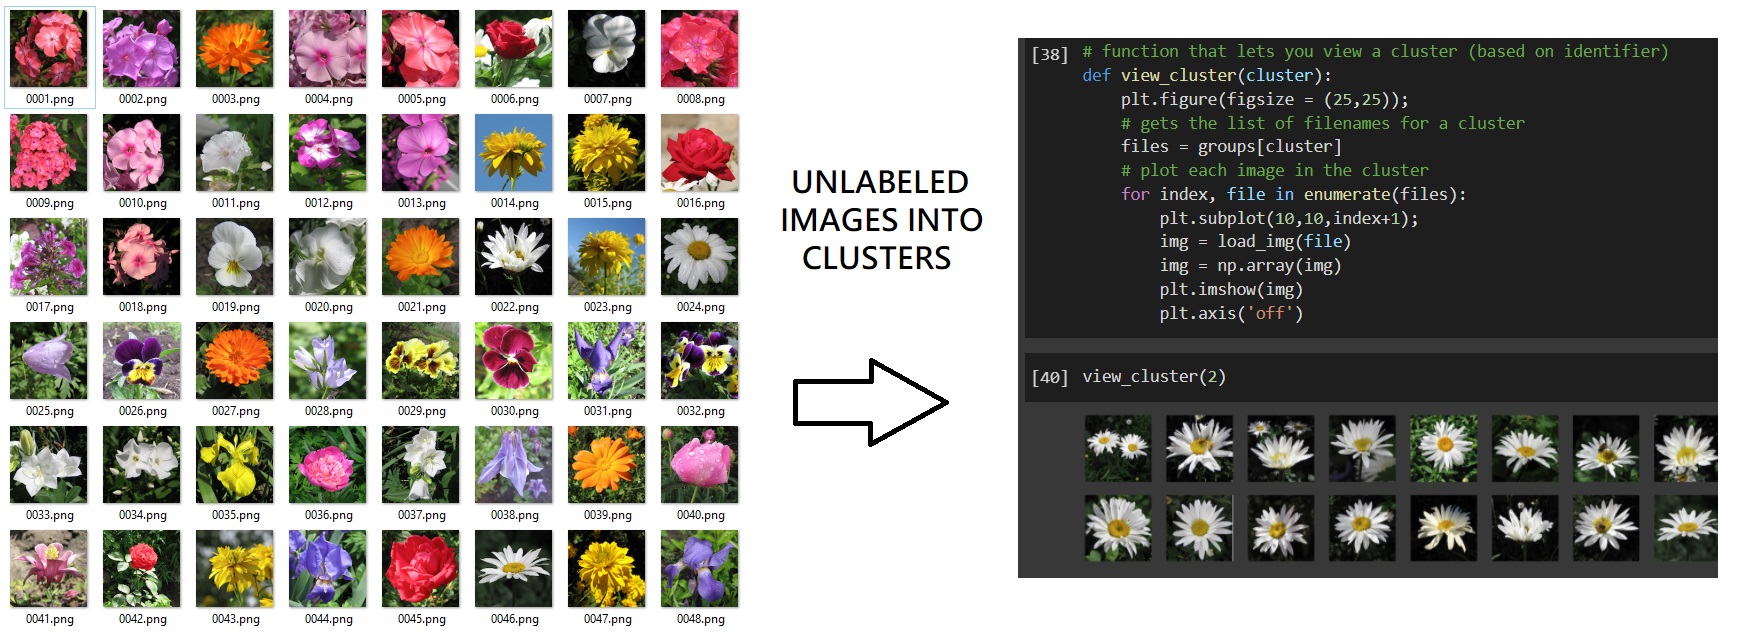 0001.png 0002.png 0003.png 0004.png 0005.png 0006.png 0007.png 0008.png
0009.png 0010.png 0011.png 0012.png 0013.png 0014.png 0015.png 0016.png
0017.png 0018.png 0019.png 0020.png 0021.png 0022.png 0023.png 0024.png
0025.png 0026.png 0027.png 0028.png 0029.png 0030.png 0031.png 0032.png
0033.png 0034.png 0035.png 0036.png 0037.png 0038.png 0039.png 0040.png
0041.png 0042.png 0043.png 0044.png 0045.png 0046.png 0047.png 0048.png
UNLABELED
IMAGES INTO
CLUSTERS
[38] # function that lets you view a cluster (based on identifier)
def view_cluster(cluster):
    plt.figure(figsize = (25,25));
    # gets the list of filenames for a cluster
    files = groups[cluster]
    # plot each image in the cluster
    for index, file in enumerate(files):
        plt.subplot(10,10,index+1);
        img = load_img(file)
        img = np.array(img)
        plt.imshow(img)
        plt.axis('off')
[40] view_cluster(2)